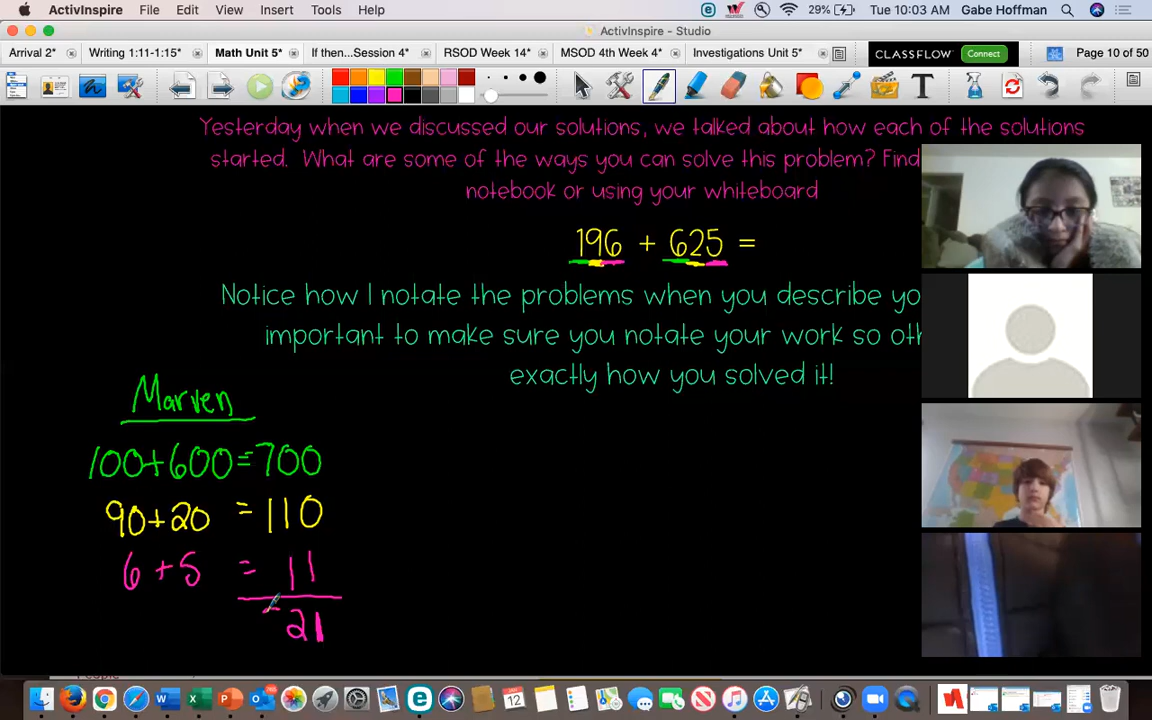 ActivInspire File Edit View Insert Tools Help 29% Tue 10:03 AM Gabe Hoffman
ActivInspire - Studio
Arrival 2* Writing 1:11-1:15* Math Unit 5* If then...Session 4* RSOD Week 14* MSOD 4th Week 4* Investigations Unit 5* CLASSFLOW Connect Page 10 of 50
Yesterday when we discussed our solutions, we talked about how each of the solutions
started. What are some of the ways you can solve this problem? Find
notebook or using your whiteboard
196 + 625 =
Notice how I notate the problems when you describe yo
important to make sure you notate your work so oth
exactly how you solved it!
Marven
100+600=700
90+20 =110
6+5 = 11
21